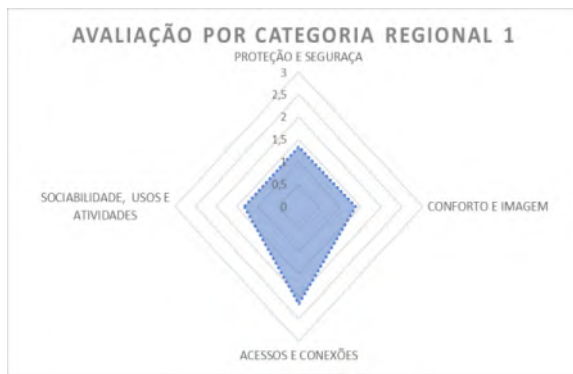 AVALIAÇÃO POR CATEGORIA REGIONAL 1
PROTEÇÃO E SEGURAÇA
3
2,5
2
1,5
1
0,5
0
SOCIABILIDADE, USOS E
ATIVIDADES
CONFORTO E IMAGEM
ACESSOS E CONEXÕES